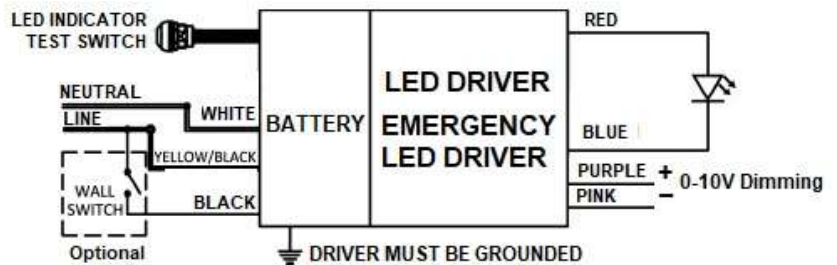 LED INDICATOR
TEST SWITCH
NEUTRAL
LINE
WHITE
YELLOW/BLACK
WALL
SWITCH
BLACK
Optional
BATTERY
LED DRIVER
EMERGENCY
LED DRIVER
RED
BLUE
PURPLE +
PINK −
0-10V Dimming
DRIVER MUST BE GROUNDED